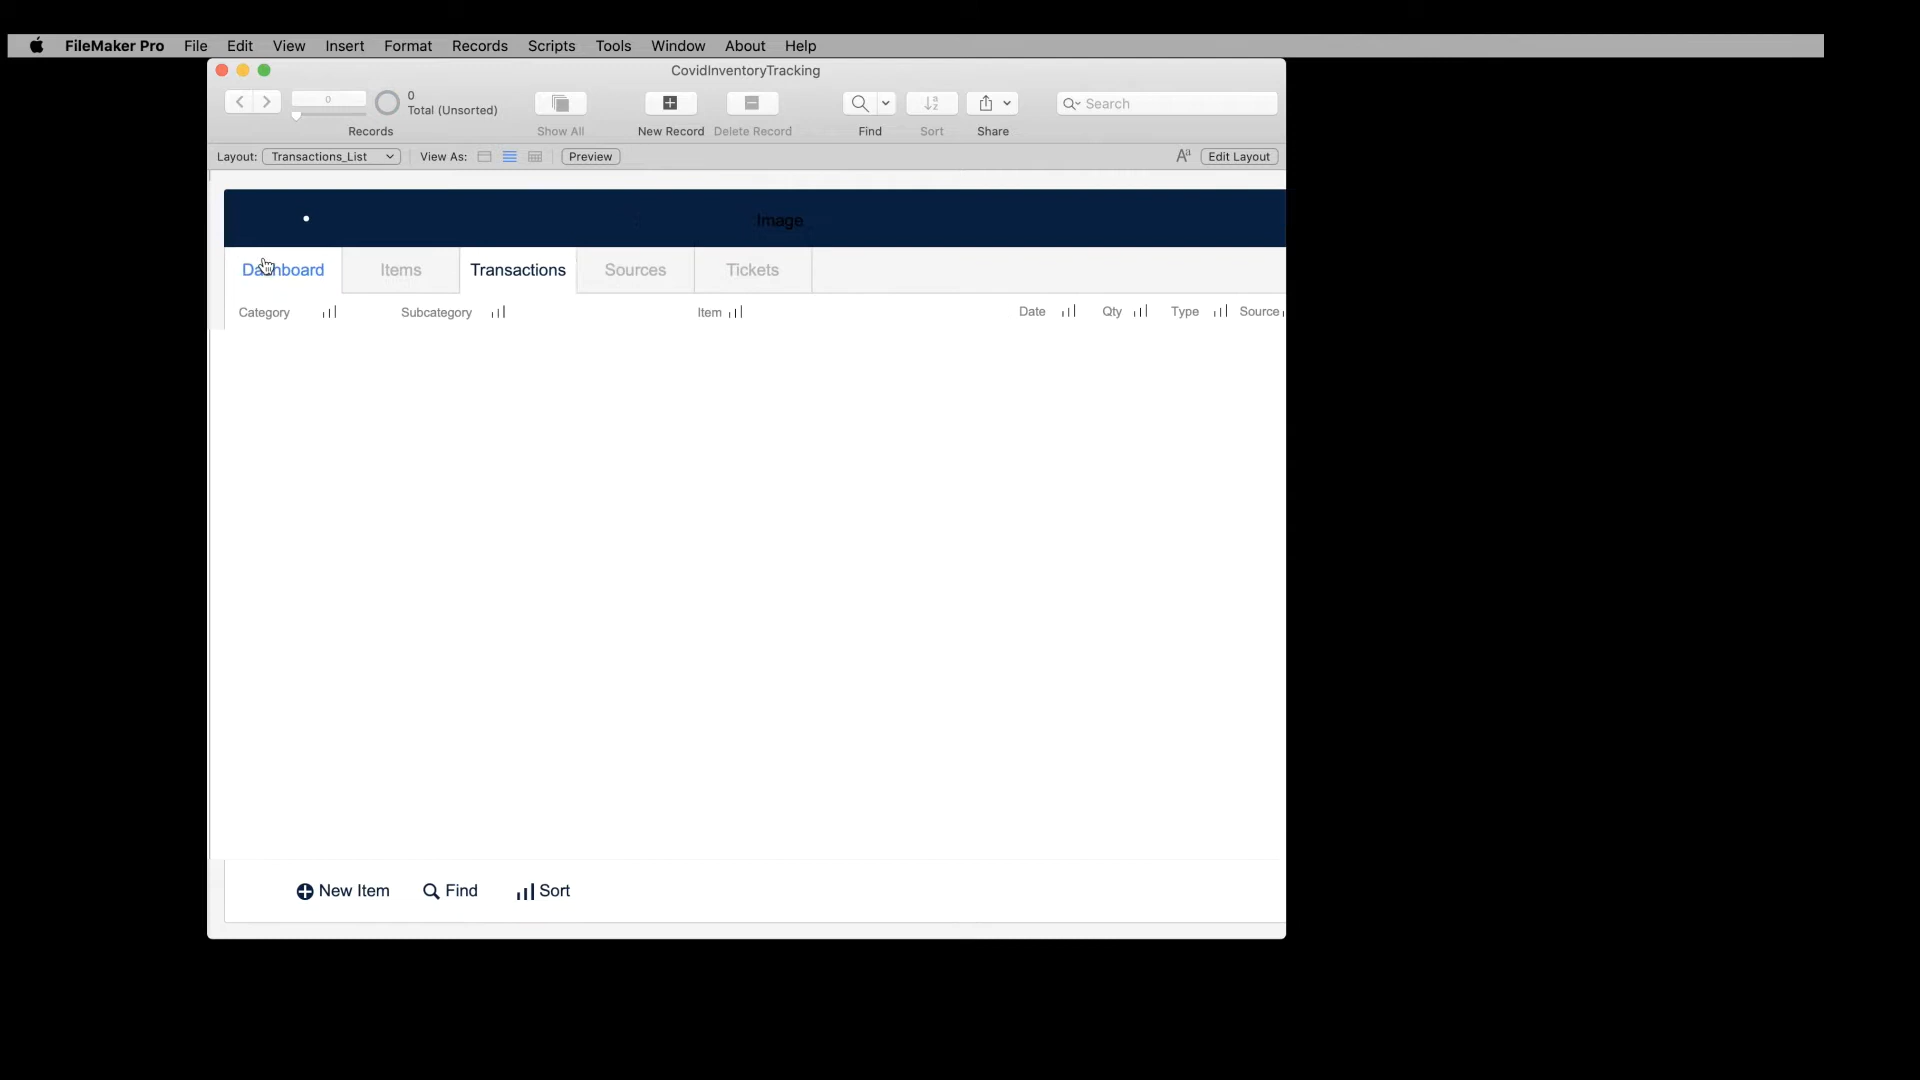 FileMaker Pro File Edit View Insert Format Records Scripts Tools Window About Help
CovidInventoryTracking
0
0
Total (Unsorted)
Search
Records Show All New Record Delete Record Find Sort Share
Layout: Transactions_List View As: Preview Aa Edit Layout
Image
Dashboard Items Transactions Sources Tickets
Category Subcategory Item Date Qty Type Source
New Item Find Sort